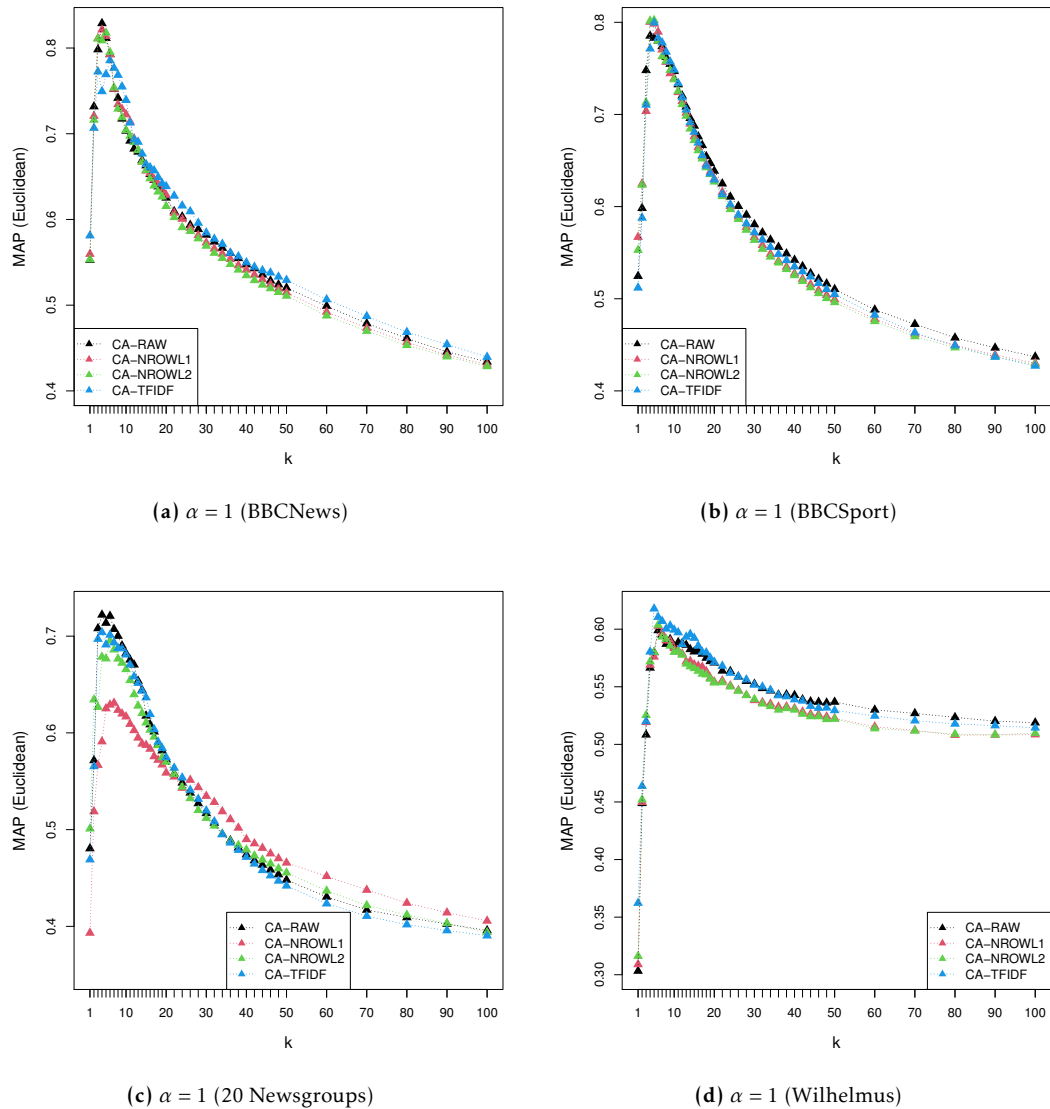 0.8
0.7
0.6
0.5
0.4
MAP (Euclidean)
CA−RAW
CA−NROWL1
CA−NROWL2
CA−TFIDF
1 10 20 30 40 50 60 70 80 90 100
k
(a) α = 1 (BBCNews)
0.8
0.7
0.6
0.5
0.4
MAP (Euclidean)
CA−RAW
CA−NROWL1
CA−NROWL2
CA−TFIDF
1 10 20 30 40 50 60 70 80 90 100
k
(b) α = 1 (BBCSport)
0.7
0.6
0.5
0.4
MAP (Euclidean)
CA−RAW
CA−NROWL1
CA−NROWL2
CA−TFIDF
1 10 20 30 40 50 60 70 80 90 100
k
(c) α = 1 (20 Newsgroups)
0.60
0.55
0.50
0.45
0.40
0.35
0.30
MAP (Euclidean)
CA−RAW
CA−NROWL1
CA−NROWL2
CA−TFIDF
1 10 20 30 40 50 60 70 80 90 100
k
(d) α = 1 (Wilhelmus)